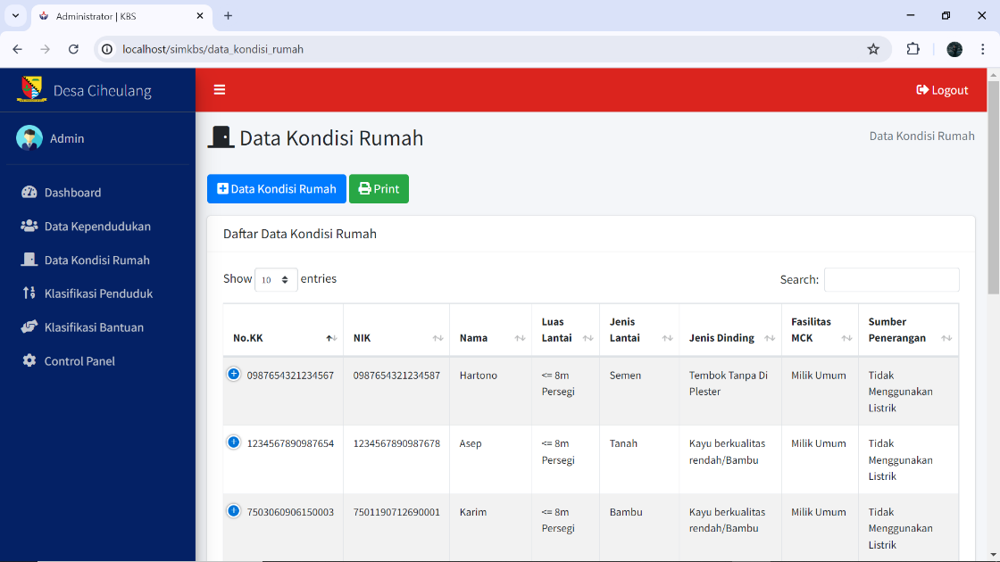 Administrator | KBS
localhost/simkbs/data_kondisi_rumah
Desa Ciheulang
Logout
Admin
Dashboard
Data Kependudukan
Data Kondisi Rumah
Klasifikasi Penduduk
Klasifikasi Bantuan
Control Panel
Data Kondisi Rumah
Data Kondisi Rumah
Data Kondisi Rumah Print
Daftar Data Kondisi Rumah
Show 10 entries Search:
No.KK NIK Nama Luas Lantai Jenis Lantai Jenis Dinding Fasilitas MCK Sumber Penerangan
0987654321234567 0987654321234587 Hartono <= 8m Persegi Semen Tembok Tanpa Di Plester Milik Umum Tidak Menggunakan Listrik
1234567890987654 1234567890987678 Asep <= 8m Persegi Tanah Kayu berkualitas rendah/Bambu Milik Umum Tidak Menggunakan Listrik
7503060906150003 7501190712690001 Karim <= 8m Persegi Bambu Kayu berkualitas rendah/Bambu Milik Umum Tidak Menggunakan Listrik